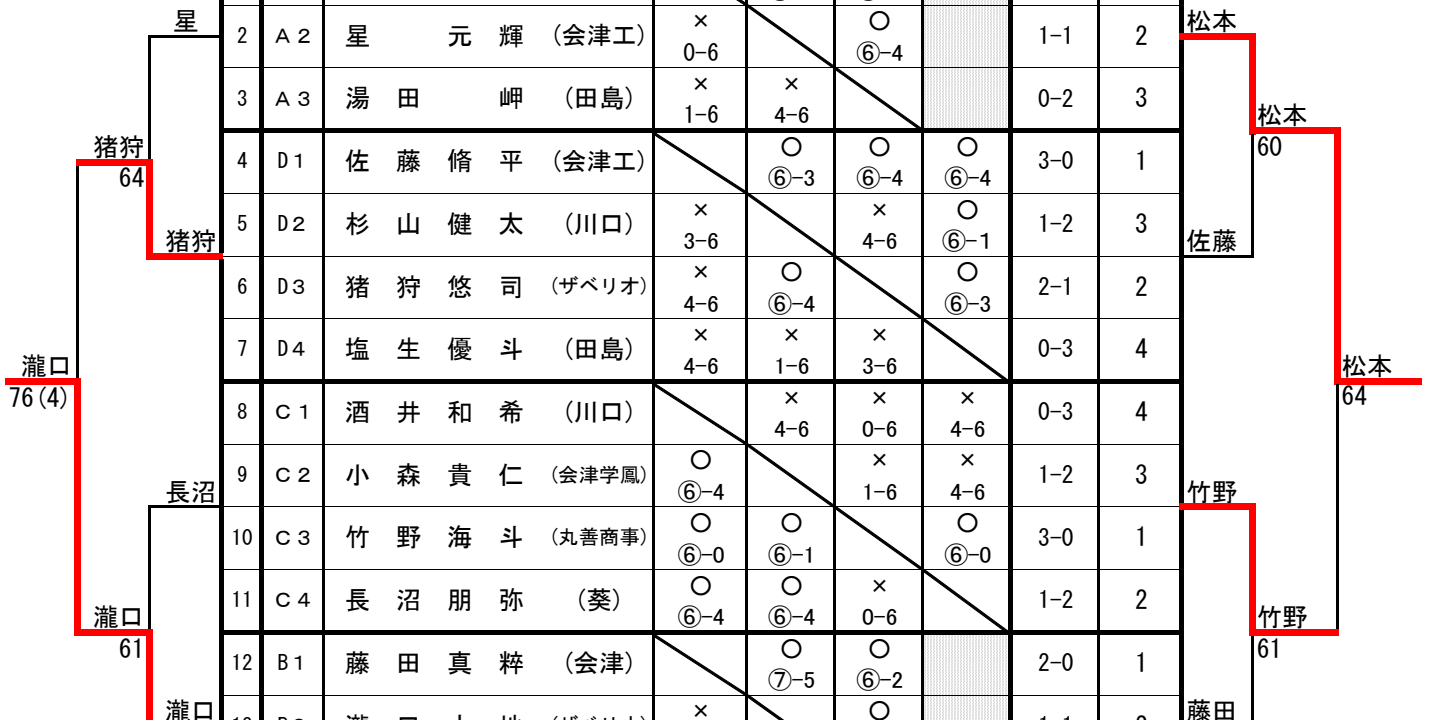 星
松本
2 A2 星 元 輝 (会津工) × 0-6 ○ ⑥-4 1-1 2
3 A3 湯 田 岬 (田島) × 1-6 × 4-6 0-2 3
猪狩
64
松本
60
4 D1 佐 藤 脩 平 (会津工) ○ ⑥-3 ○ ⑥-4 ○ ⑥-4 3-0 1
5 D2 杉 山 健 太 (川口) × 3-6 × 4-6 ○ ⑥-1 1-2 3
猪狩
佐藤
6 D3 猪 狩 悠 司 (ザベリオ) × 4-6 ○ ⑥-4 ○ ⑥-3 2-1 2
7 D4 塩 生 優 斗 (田島) × 4-6 × 1-6 × 3-6 0-3 4
瀧口
76(4)
松本
64
8 C1 酒 井 和 希 (川口) × 4-6 × 0-6 × 4-6 0-3 4
9 C2 小 森 貴 仁 (会津学鳳) ○ ⑥-4 × 1-6 × 4-6 1-2 3
長沼
竹野
10 C3 竹 野 海 斗 (丸善商事) ○ ⑥-0 ○ ⑥-1 ○ ⑥-0 3-0 1
11 C4 長 沼 朋 弥 (葵) ○ ⑥-4 ○ ⑥-4 × 0-6 1-2 2
瀧口
61
竹野
61
12 B1 藤 田 真 粹 (会津) ○ ⑦-5 ○ ⑥-2 2-0 1
瀧口
藤田
× ○